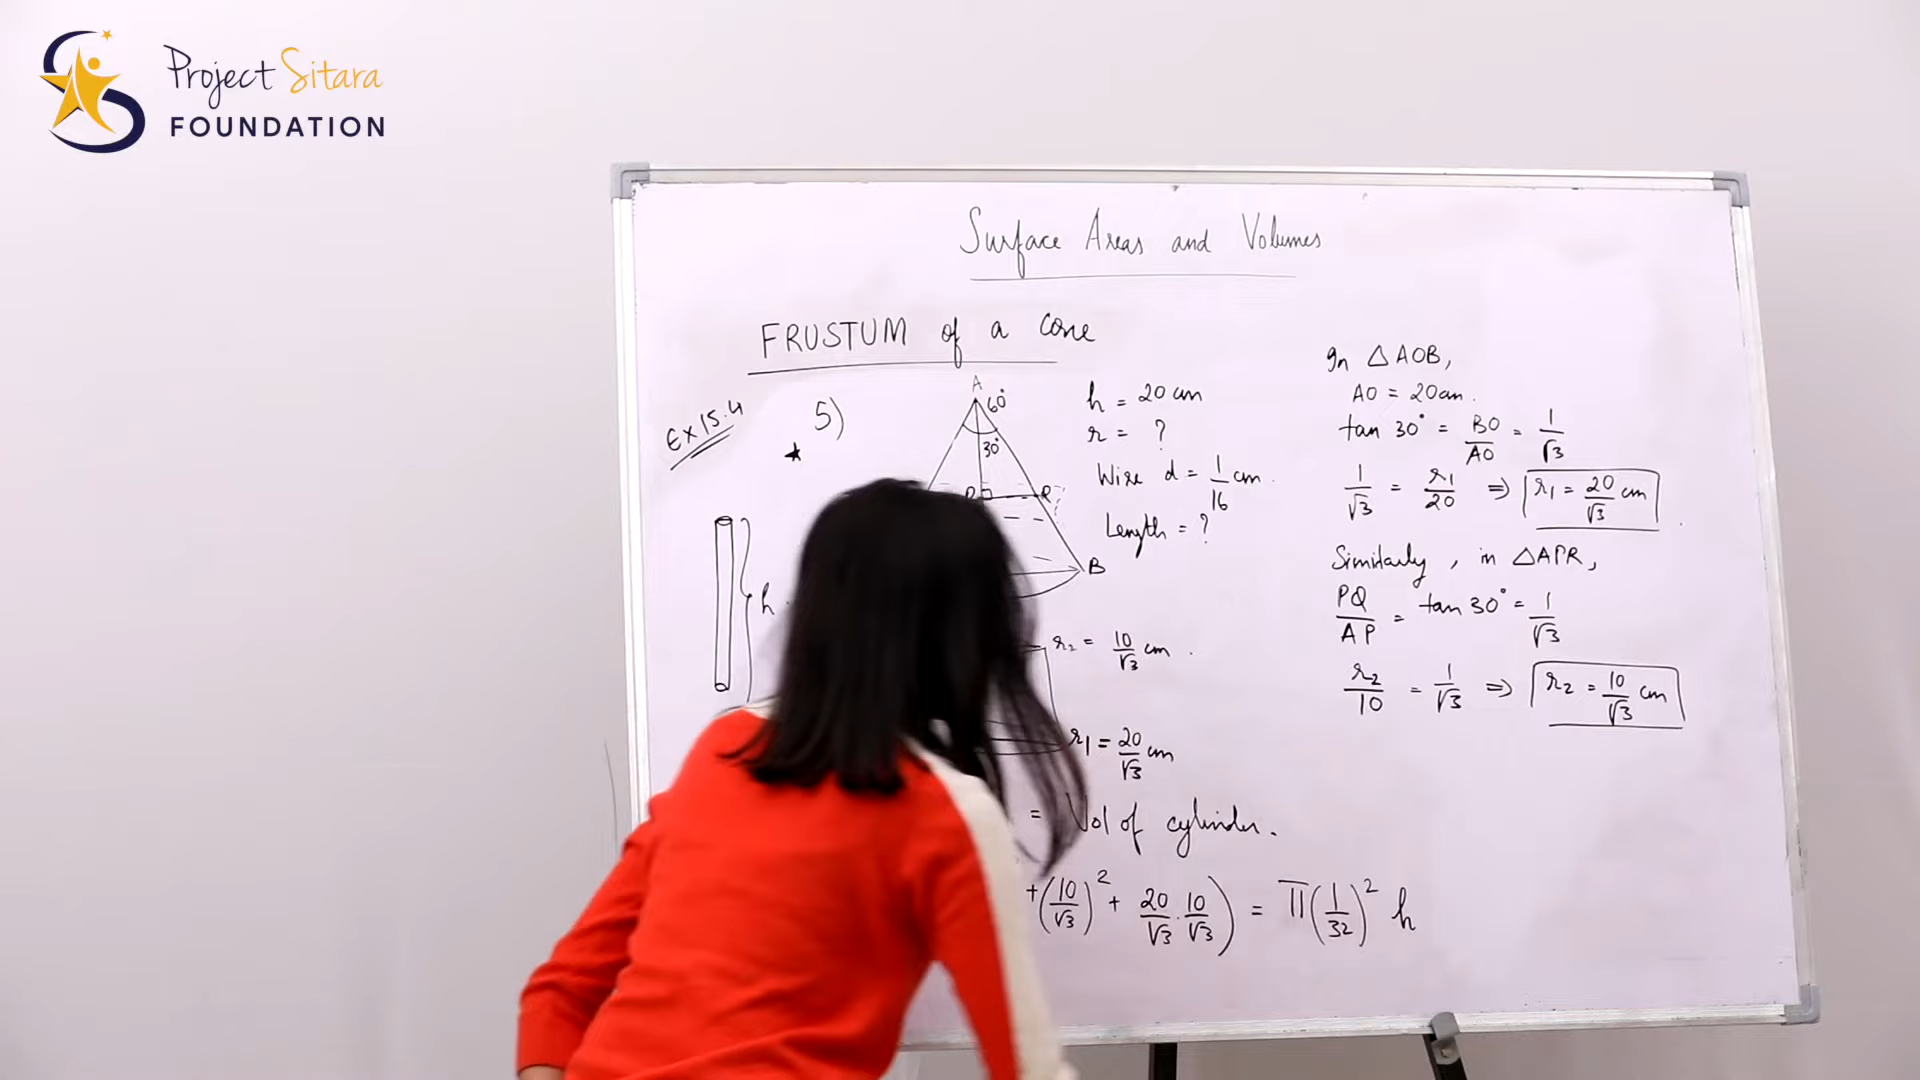 Project Sitara
FOUNDATION
Surface Areas and Volumes
FRUSTUM of a cone
Ex 15.4
5)
A
60°
30°
P
R
B
h
h = 20 cm
r = ?
Wire d = 1/16 cm
Length = ?
r₂ = 10/√3 cm
r₁ = 20/√3 cm
= Vol of cylinder.
+ (10/√3)² + 20/√3 · 10/√3) = π(1/32)² h
In △AOB,
AO = 20cm.
tan 30° = BO/AO = 1/√3
1/√3 = r₁/20 ⇒ r₁ = 20/√3 cm
Similarly, in △APR,
PQ/AP = tan 30° = 1/√3
r₂/10 = 1/√3 ⇒ r₂ = 10/√3 cm